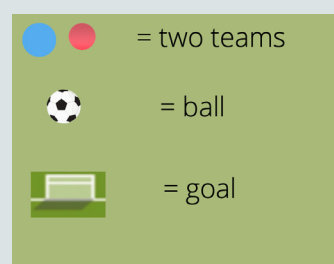 = two teams
= ball
= goal